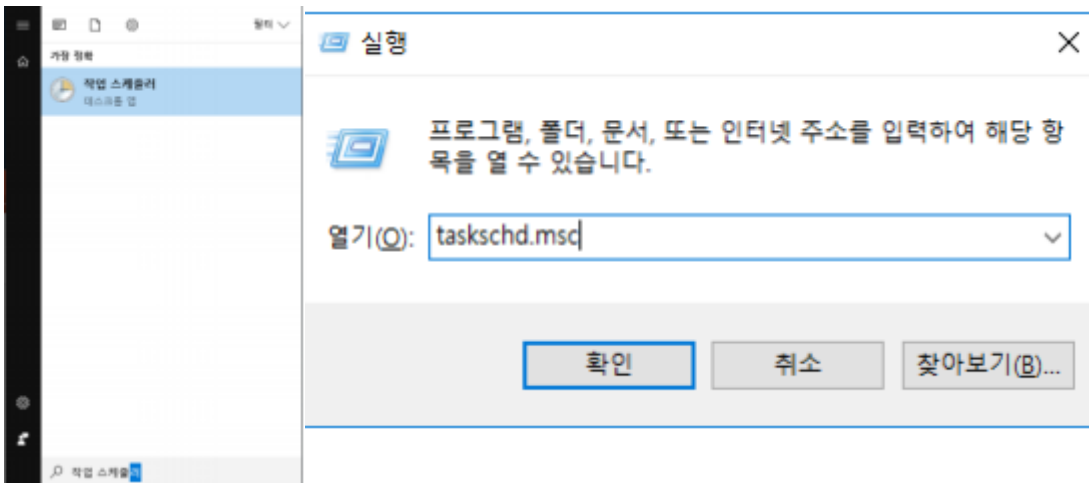 필터
가장 정확
작업 스케줄러
데스크톱 앱
작업 스케줄러
실행
프로그램, 폴더, 문서, 또는 인터넷 주소를 입력하여 해당 항
목을 열 수 있습니다.
열기(O): taskschd.msc
확인 취소 찾아보기(B)...